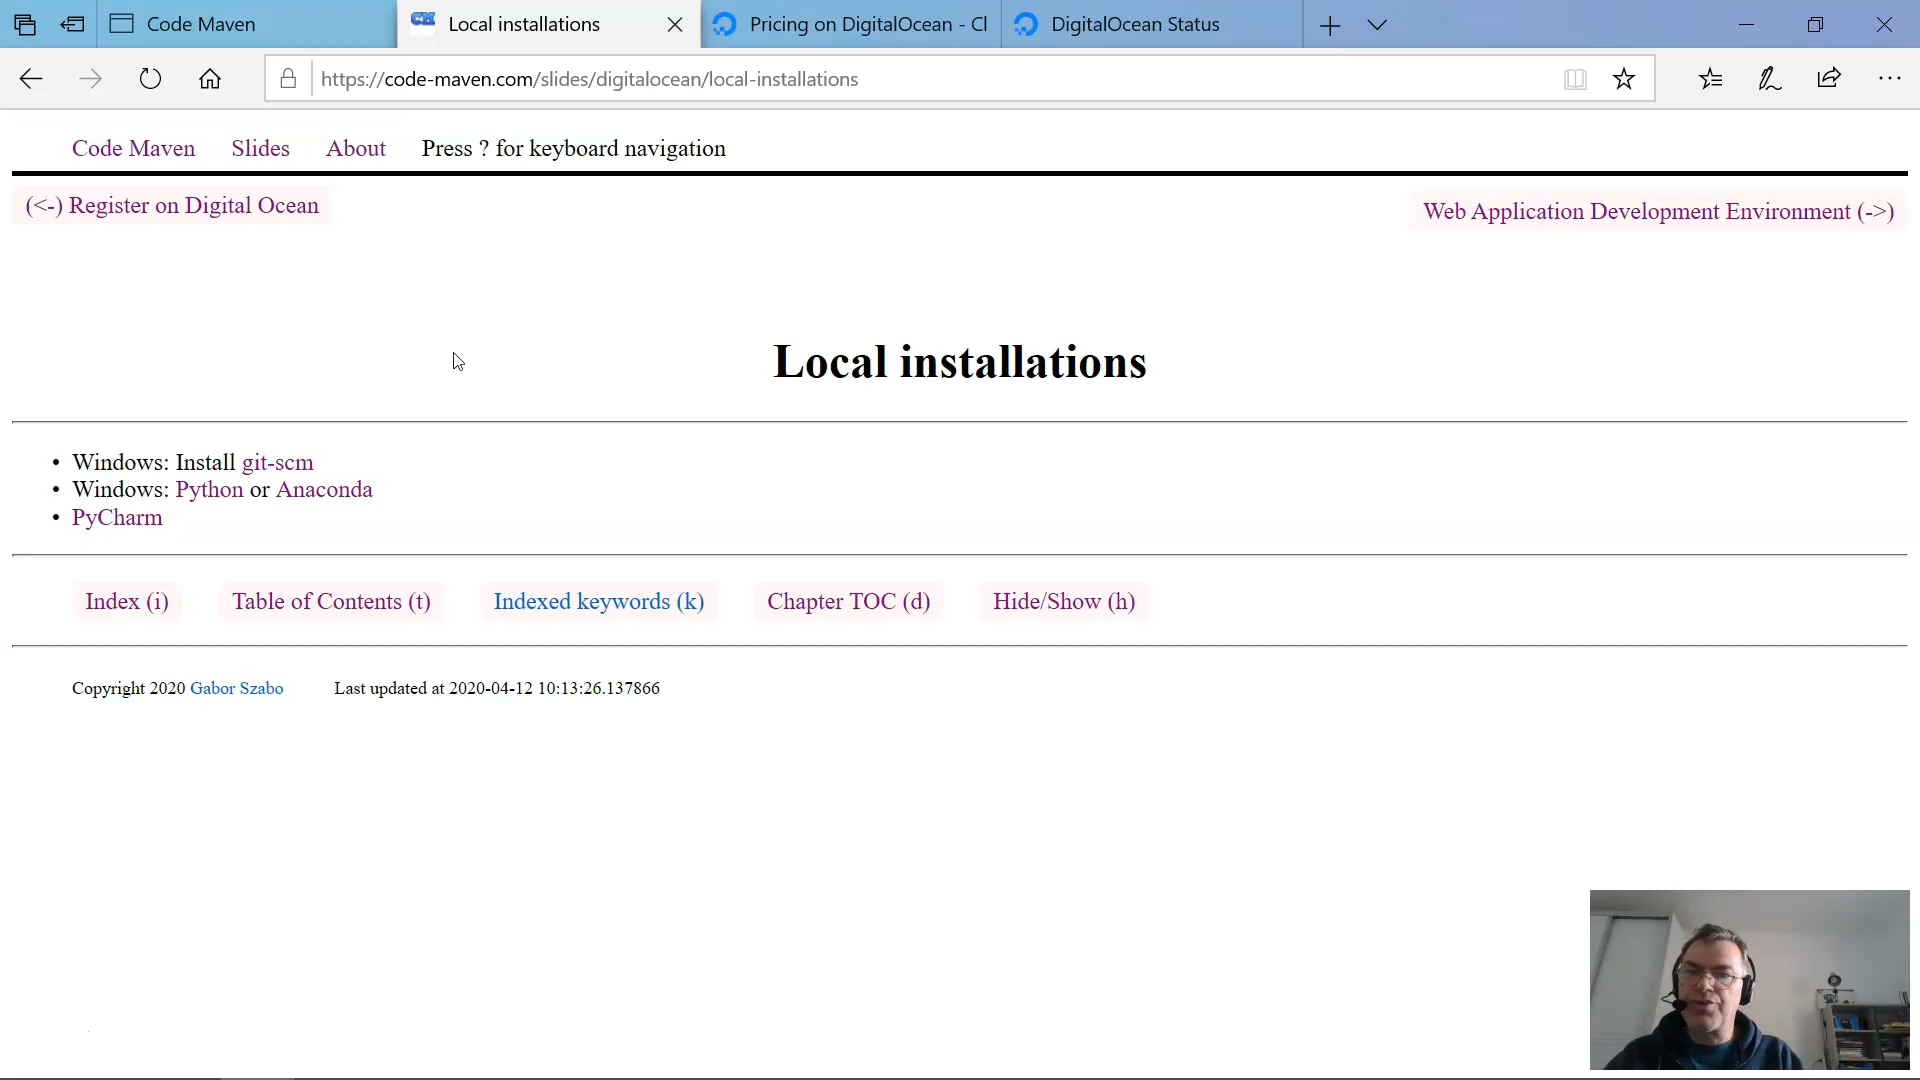 Code Maven
Local installations
Pricing on DigitalOcean - Cl
DigitalOcean Status
https://code-maven.com/slides/digitalocean/local-installations
Code Maven Slides About Press ? for keyboard navigation
(<-) Register on Digital Ocean
Web Application Development Environment (->)
Local installations
• Windows: Install git-scm
• Windows: Python or Anaconda
• PyCharm
Index (i) Table of Contents (t) Indexed keywords (k) Chapter TOC (d) Hide/Show (h)
Copyright 2020 Gabor Szabo Last updated at 2020-04-12 10:13:26.137866